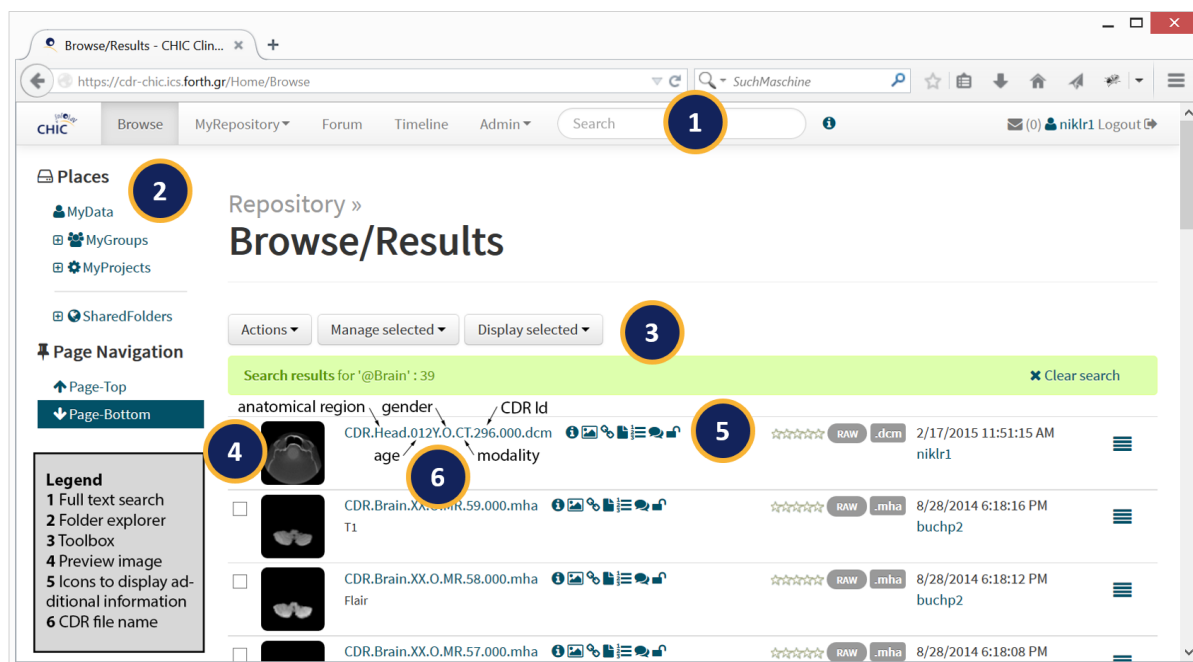 Browse/Results - CHIC Clin...
https://cdr-chic.ics.forth.gr/Home/Browse
SuchMaschine
CHIC
Browse
MyRepository
Forum
Timeline
Admin
Search
1
(0) niklr1 Logout
Places
2
MyData
MyGroups
MyProjects
SharedFolders
Page Navigation
Page-Top
Page-Bottom
Repository »
Browse/Results
Actions
Manage selected
Display selected
3
Search results for '@Brain' : 39
Clear search
anatomical region
gender
CDR Id
4
CDR.Head.012Y.O.CT.296.000.dcm
5
RAW
.dcm
2/17/2015 11:51:15 AM
niklr1
age
modality
6
CDR.Brain.XX.O.MR.59.000.mha
T1
RAW
.mha
8/28/2014 6:18:16 PM
buchp2
CDR.Brain.XX.O.MR.58.000.mha
Flair
RAW
.mha
8/28/2014 6:18:12 PM
buchp2
CDR.Brain.XX.O.MR.57.000.mha
RAW
.mha
8/28/2014 6:18:08 PM
Legend
1 Full text search
2 Folder explorer
3 Toolbox
4 Preview image
5 Icons to display ad-
ditional information
6 CDR file name